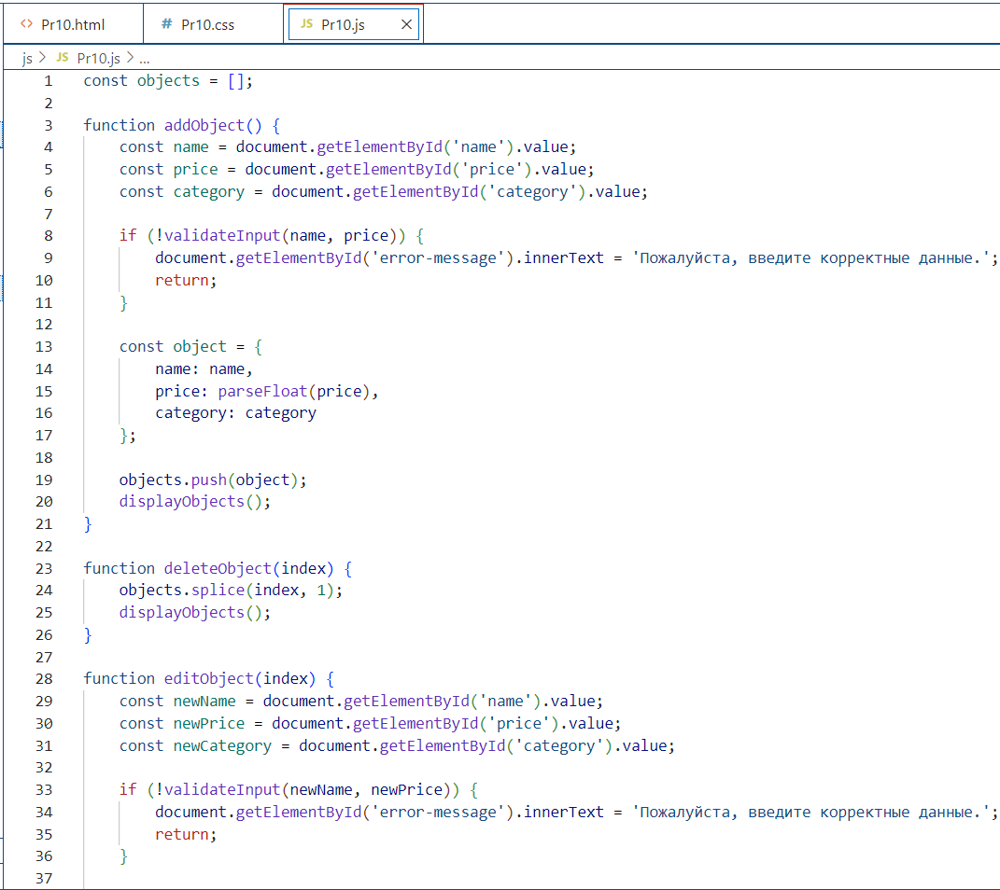 <> Pr10.html # Pr10.css JS Pr10.js ×
js > JS Pr10.js > ...
1 const objects = [];
2
3 function addObject() {
4 const name = document.getElementById('name').value;
5 const price = document.getElementById('price').value;
6 const category = document.getElementById('category').value;
7
8 if (!validateInput(name, price)) {
9 document.getElementById('error-message').innerText = 'Пожалуйста, введите корректные данные.';
10 return;
11 }
12
13 const object = {
14 name: name,
15 price: parseFloat(price),
16 category: category
17 };
18
19 objects.push(object);
20 displayObjects();
21 }
22
23 function deleteObject(index) {
24 objects.splice(index, 1);
25 displayObjects();
26 }
27
28 function editObject(index) {
29 const newName = document.getElementById('name').value;
30 const newPrice = document.getElementById('price').value;
31 const newCategory = document.getElementById('category').value;
32
33 if (!validateInput(newName, newPrice)) {
34 document.getElementById('error-message').innerText = 'Пожалуйста, введите корректные данные.';
35 return;
36 }
37